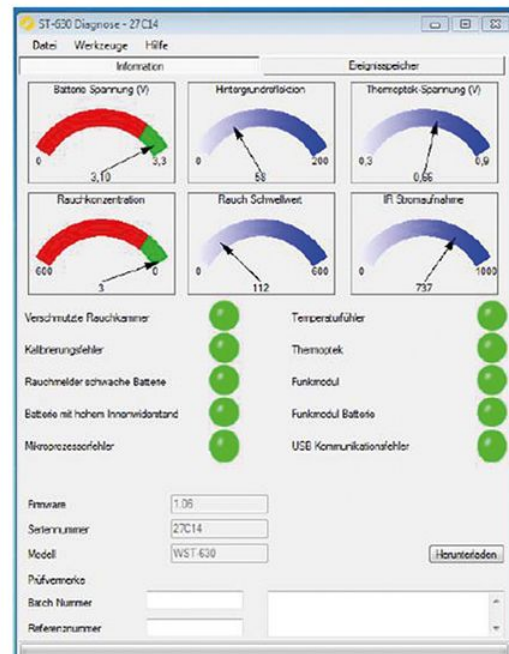 ST-630 Diagnose - 27C14
Datei Werkzeuge Hilfe
Information Ereignisspeicher
Batterie Spannung (V) Hintergrundreflektion Thermoptek-Spannung (V)
0 3,3 0 200 0,3 0,9
3,10 58 0,66
Rauchkonzentration Rauch Schwellwert IR Stromaufnahme
600 0 0 600 0 1000
3 112 737
Verschmutzte Rauchkammer Temperaturfühler
Kalibrierungsfehler Thermoptek
Rauchmelder schwache Batterie Funkmodul
Batterie mit hohem Innenwiderstand Funkmodul Batterie
Mikroprozessorfehler USB Kommunikationsfehler
Firmware 1.06
Seriennummer 27C14
Modell WST-630 Herunterladen
Prüfvermerke
Batch Nummer
Referenznummer